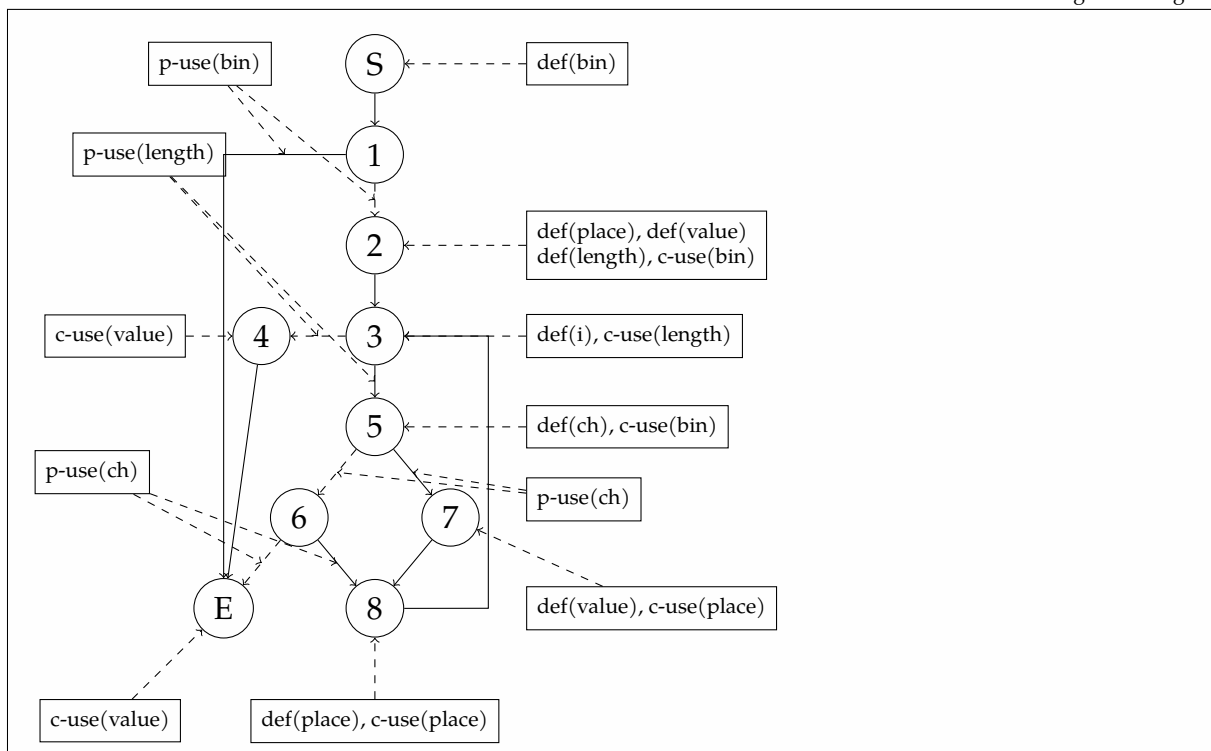 p-use(bin)
S
def(bin)
p-use(length)
1
2
def(place), def(value)
def(length), c-use(bin)
c-use(value)
4
3
def(i), c-use(length)
5
def(ch), c-use(bin)
p-use(ch)
p-use(ch)
6
7
E
8
def(value), c-use(place)
c-use(value)
def(place), c-use(place)